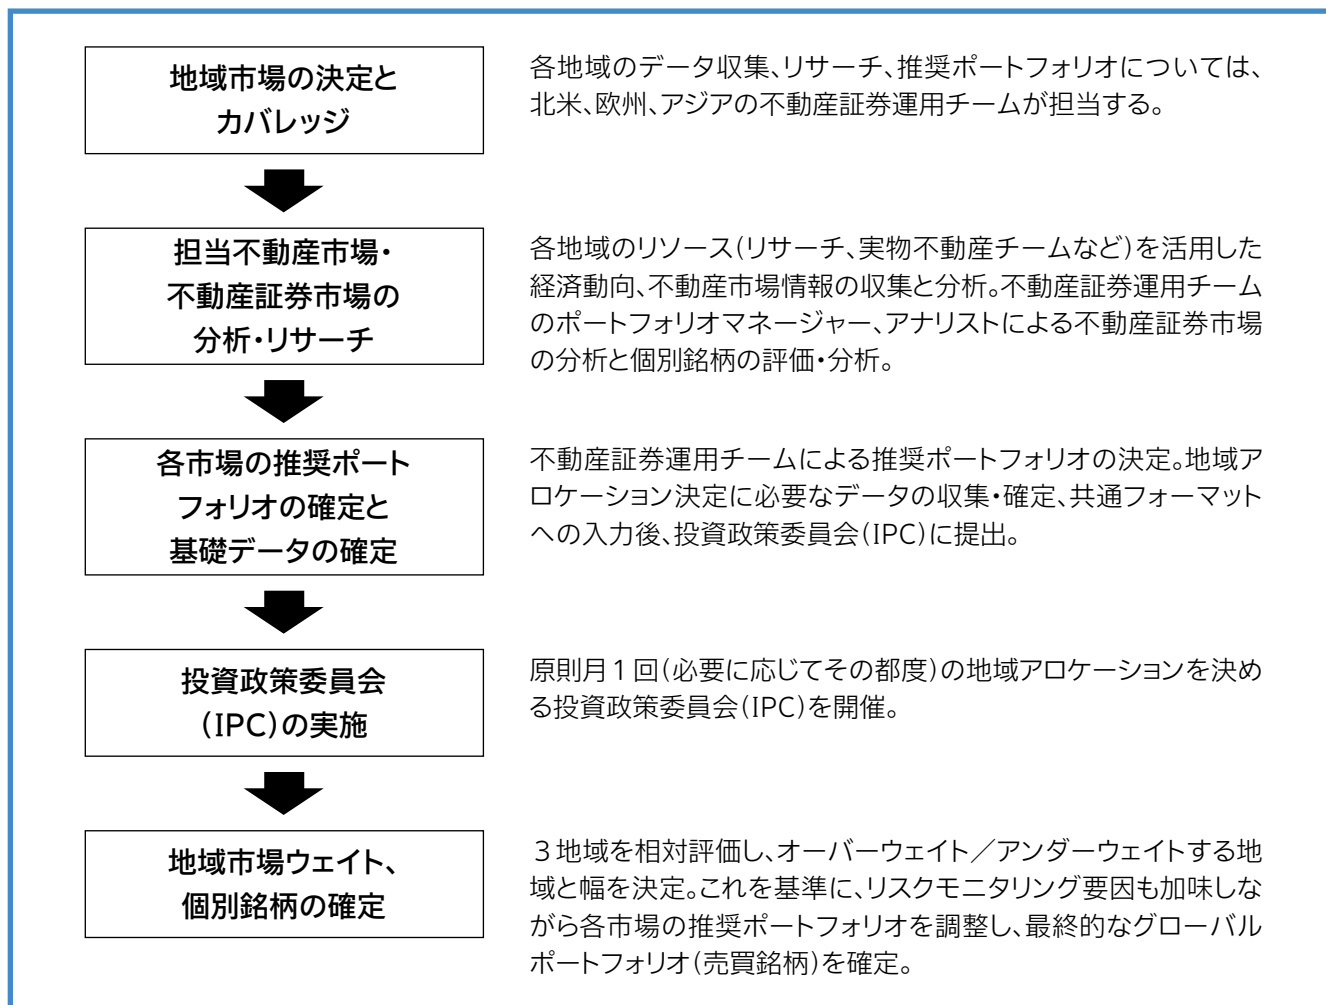 地域市場の決定と
カバレッジ
各地域のデータ収集、リサーチ、推奨ポートフォリオについては、
北米、欧州、アジアの不動産証券運用チームが担当する。
担当不動産市場・
不動産証券市場の
分析・リサーチ
各地域のリソース(リサーチ、実物不動産チームなど)を活用した
経済動向、不動産市場情報の収集と分析。不動産証券運用チーム
のポートフォリオマネージャー、アナリストによる不動産証券市場
の分析と個別銘柄の評価・分析。
各市場の推奨ポート
フォリオの確定と
基礎データの確定
不動産証券運用チームによる推奨ポートフォリオの決定。地域ア
ロケーション決定に必要なデータの収集・確定、共通フォーマット
への入力後、投資政策委員会(IPC)に提出。
投資政策委員会
(IPC)の実施
原則月1回(必要に応じてその都度)の地域アロケーションを決め
る投資政策委員会(IPC)を開催。
地域市場ウェイト、
個別銘柄の確定
3地域を相対評価し、オーバーウェイト/アンダーウェイトする地
域と幅を決定。これを基準に、リスクモニタリング要因も加味しな
がら各市場の推奨ポートフォリオを調整し、最終的なグローバル
ポートフォリオ(売買銘柄)を確定。